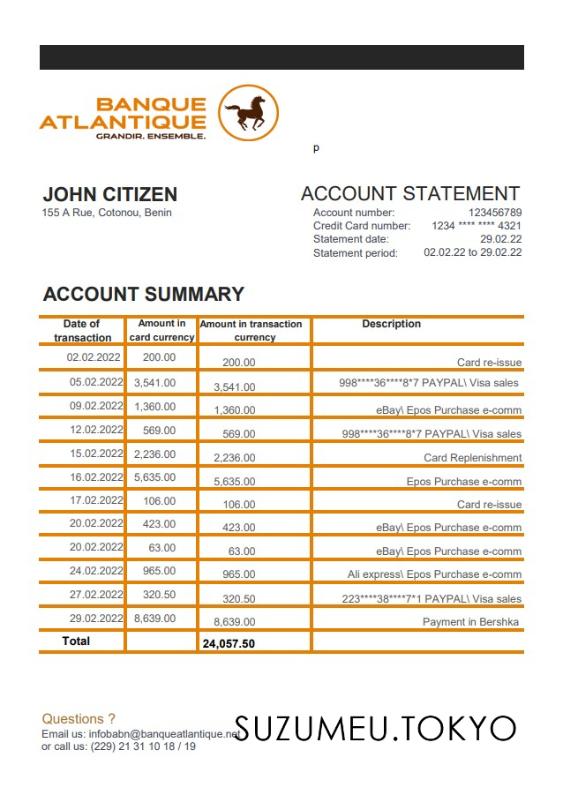 BANQUE
ATLANTIQUE
GRANDIR. ENSEMBLE.
p
JOHN CITIZEN
155 A Rue, Cotonou, Benin
ACCOUNT STATEMENT
Account number: 123456789
Credit Card number: 1234 **** **** 4321
Statement date: 29.02.22
Statement period: 02.02.22 to 29.02.22
ACCOUNT SUMMARY
Date of transaction Amount in card currency Amount in transaction currency Description
02.02.2022 200.00 200.00 Card re-issue
05.02.2022 3,541.00 3,541.00 998****36****8*7 PAYPAL\ Visa sales
09.02.2022 1,360.00 1,360.00 eBay\ Epos Purchase e-comm
12.02.2022 569.00 569.00 998****36****8*7 PAYPAL\ Visa sales
15.02.2022 2,236.00 2,236.00 Card Replenishment
16.02.2022 5,635.00 5,635.00 Epos Purchase e-comm
17.02.2022 106.00 106.00 Card re-issue
20.02.2022 423.00 423.00 eBay\ Epos Purchase e-comm
20.02.2022 63.00 63.00 eBay\ Epos Purchase e-comm
24.02.2022 965.00 965.00 Ali express\ Epos Purchase e-comm
27.02.2022 320.50 320.50 223****38****7*1 PAYPAL\ Visa sales
29.02.2022 8,639.00 8,639.00 Payment in Bershka
Total 24,057.50
Questions ?
Email us: infobabn@banqueatlantique.net
or call us: (229) 21 31 10 18 / 19
SUZUMEU.TOKYO